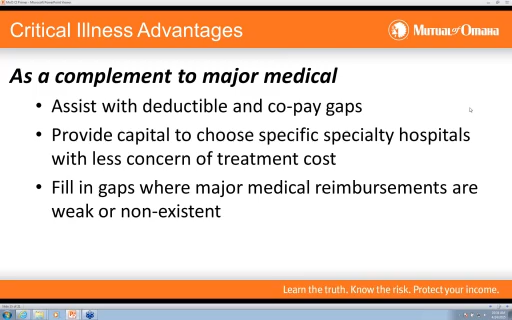 Critical Illness Advantages
MUTUAL of OMAHA
As a complement to major medical
• Assist with deductible and co-pay gaps
• Provide capital to choose specific specialty hospitals
with less concern of treatment cost
• Fill in gaps where major medical reimbursements are
weak or non-existent
Learn the truth. Know the risk. Protect your income.